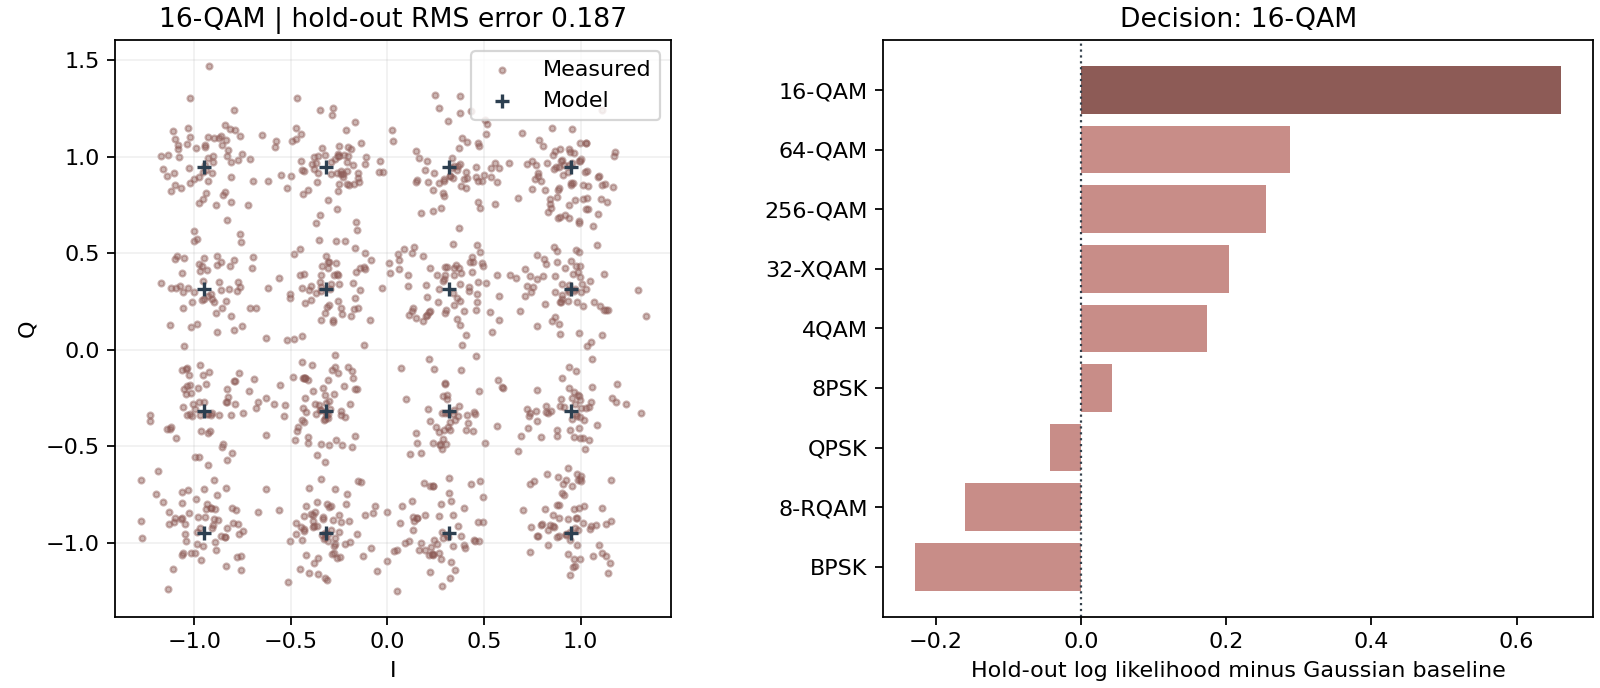 16-QAM | hold-out RMS error 0.187
Measured
Model
1.5
1.0
0.5
0.0
−0.5
−1.0
Q
−1.0 −0.5 0.0 0.5 1.0
I
Decision: 16-QAM
16-QAM
64-QAM
256-QAM
32-XQAM
4QAM
8PSK
QPSK
8-RQAM
BPSK
−0.2 0.0 0.2 0.4 0.6
Hold-out log likelihood minus Gaussian baseline